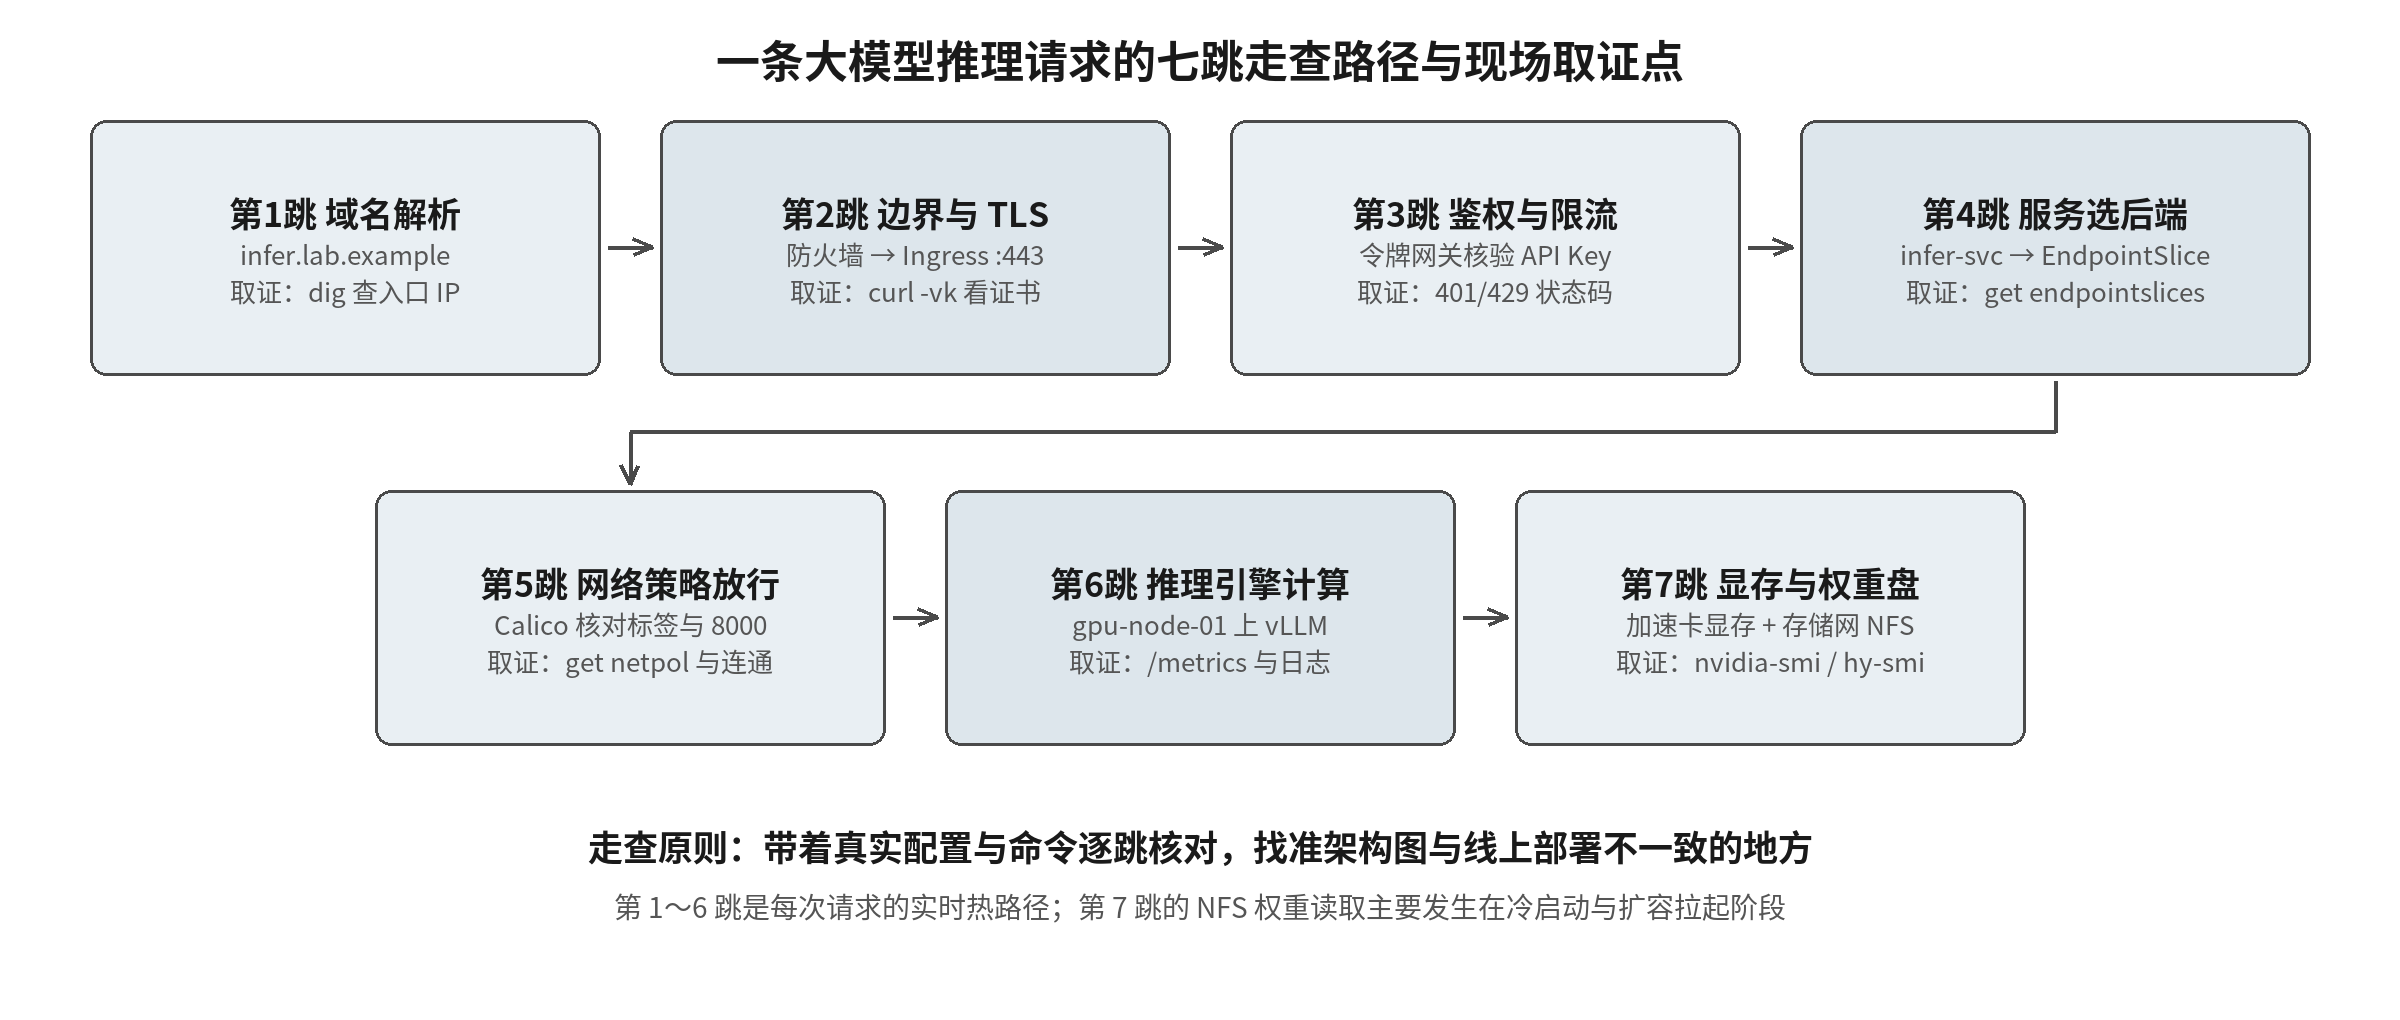 一条大模型推理请求的七跳走查路径与现场取证点
第1跳 域名解析
infer.lab.example
取证：dig 查入口 IP
第2跳 边界与 TLS
防火墙 → Ingress :443
取证：curl -vk 看证书
第3跳 鉴权与限流
令牌网关核验 API Key
取证：401/429 状态码
第4跳 服务选后端
infer-svc → EndpointSlice
取证：get endpointslices
第5跳 网络策略放行
Calico 核对标签与 8000
取证：get netpol 与连通
第6跳 推理引擎计算
gpu-node-01 上 vLLM
取证：/metrics 与日志
第7跳 显存与权重盘
加速卡显存 + 存储网 NFS
取证：nvidia-smi / hy-smi
走查原则：带着真实配置与命令逐跳核对，找准架构图与线上部署不一致的地方
第 1～6 跳是每次请求的实时热路径；第 7 跳的 NFS 权重读取主要发生在冷启动与扩容拉起阶段